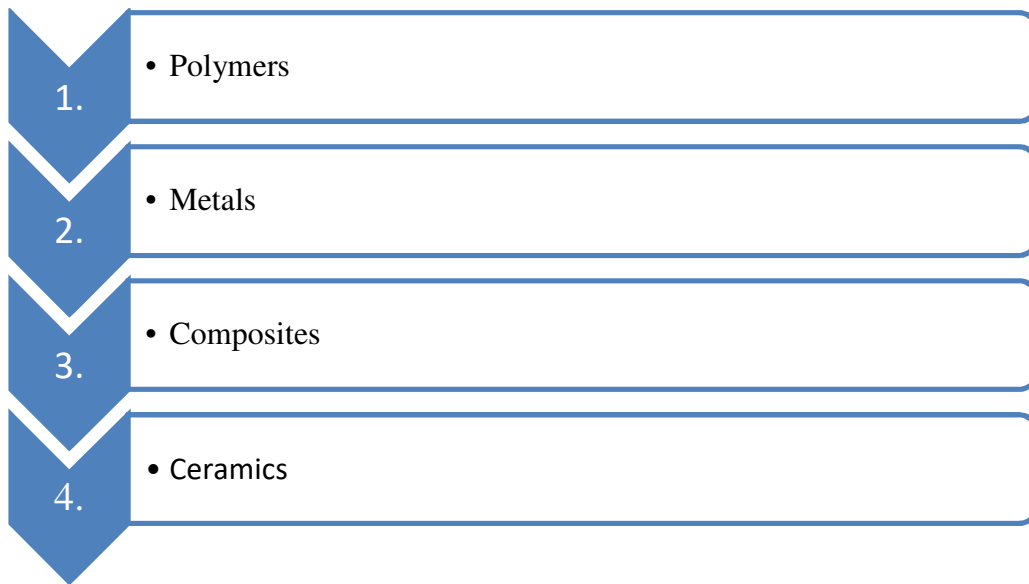 1.
• Polymers
2.
• Metals
3.
• Composites
4.
• Ceramics